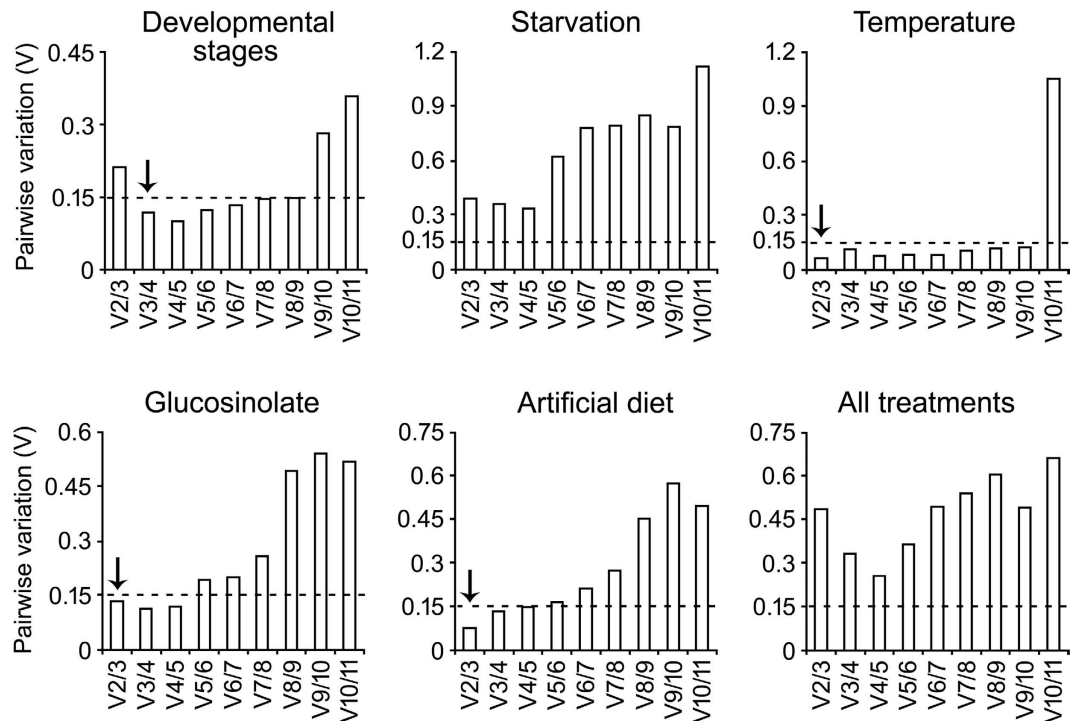 Developmental
stages
Pairwise variation (V)
0.45
0.3
0.15
0
V2/3
V3/4
V4/5
V5/6
V6/7
V7/8
V8/9
V9/10
V10/11
Starvation
1.2
0.9
0.6
0.3
0.15
0
V2/3
V3/4
V4/5
V5/6
V6/7
V7/8
V8/9
V9/10
V10/11
Temperature
1.2
0.9
0.6
0.3
0.15
0
V2/3
V3/4
V4/5
V5/6
V6/7
V7/8
V8/9
V9/10
V10/11
Glucosinolate
Pairwise variation (V)
0.6
0.45
0.3
0.15
0
V2/3
V3/4
V4/5
V5/6
V6/7
V7/8
V8/9
V9/10
V10/11
Artificial diet
0.75
0.6
0.45
0.3
0.15
0
V2/3
V3/4
V4/5
V5/6
V6/7
V7/8
V8/9
V9/10
V10/11
All treatments
0.75
0.6
0.45
0.3
0.15
0
V2/3
V3/4
V4/5
V5/6
V6/7
V7/8
V8/9
V9/10
V10/11